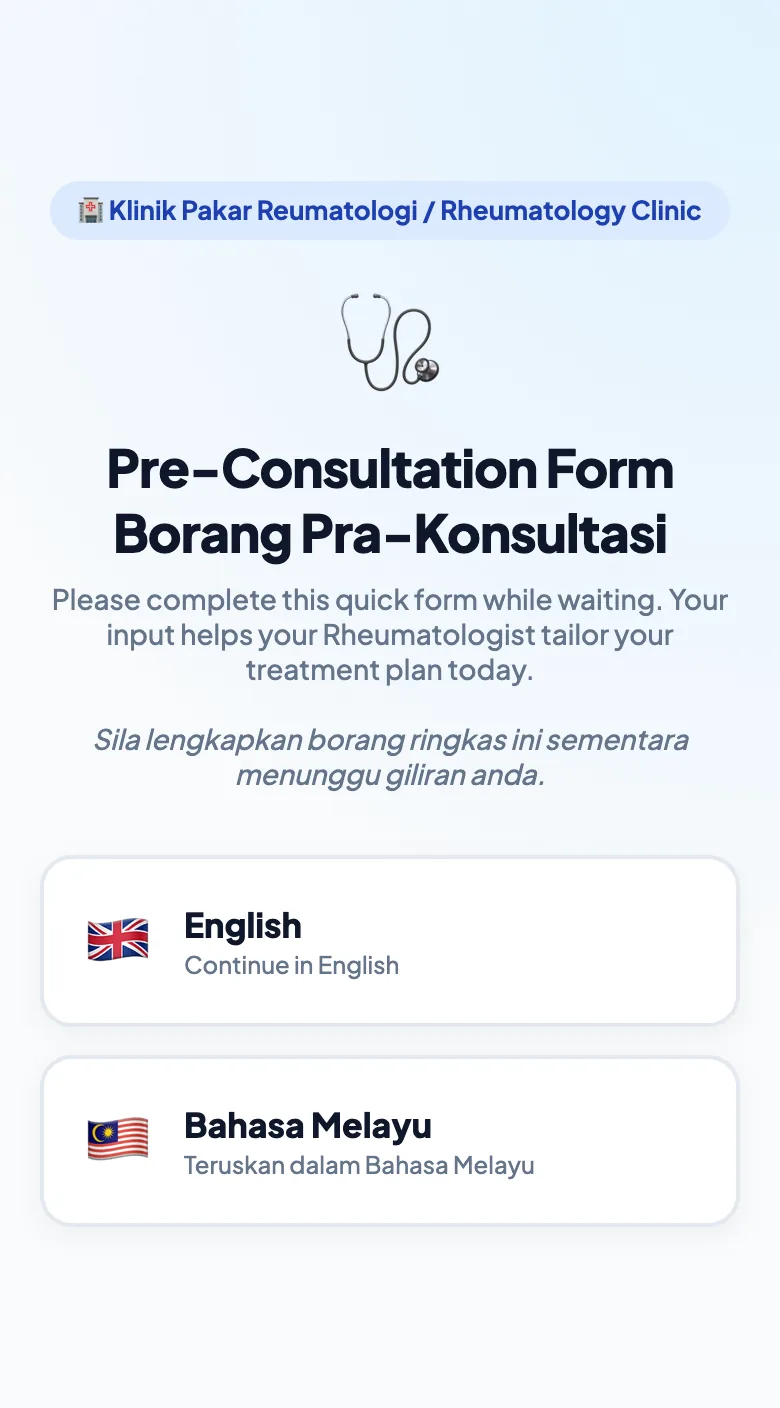 Klinik Pakar Reumatologi / Rheumatology Clinic
Pre-Consultation Form
Borang Pra-Konsultasi
Please complete this quick form while waiting. Your
input helps your Rheumatologist tailor your
treatment plan today.
Sila lengkapkan borang ringkas ini sementara
menunggu giliran anda.
English
Continue in English
Bahasa Melayu
Teruskan dalam Bahasa Melayu